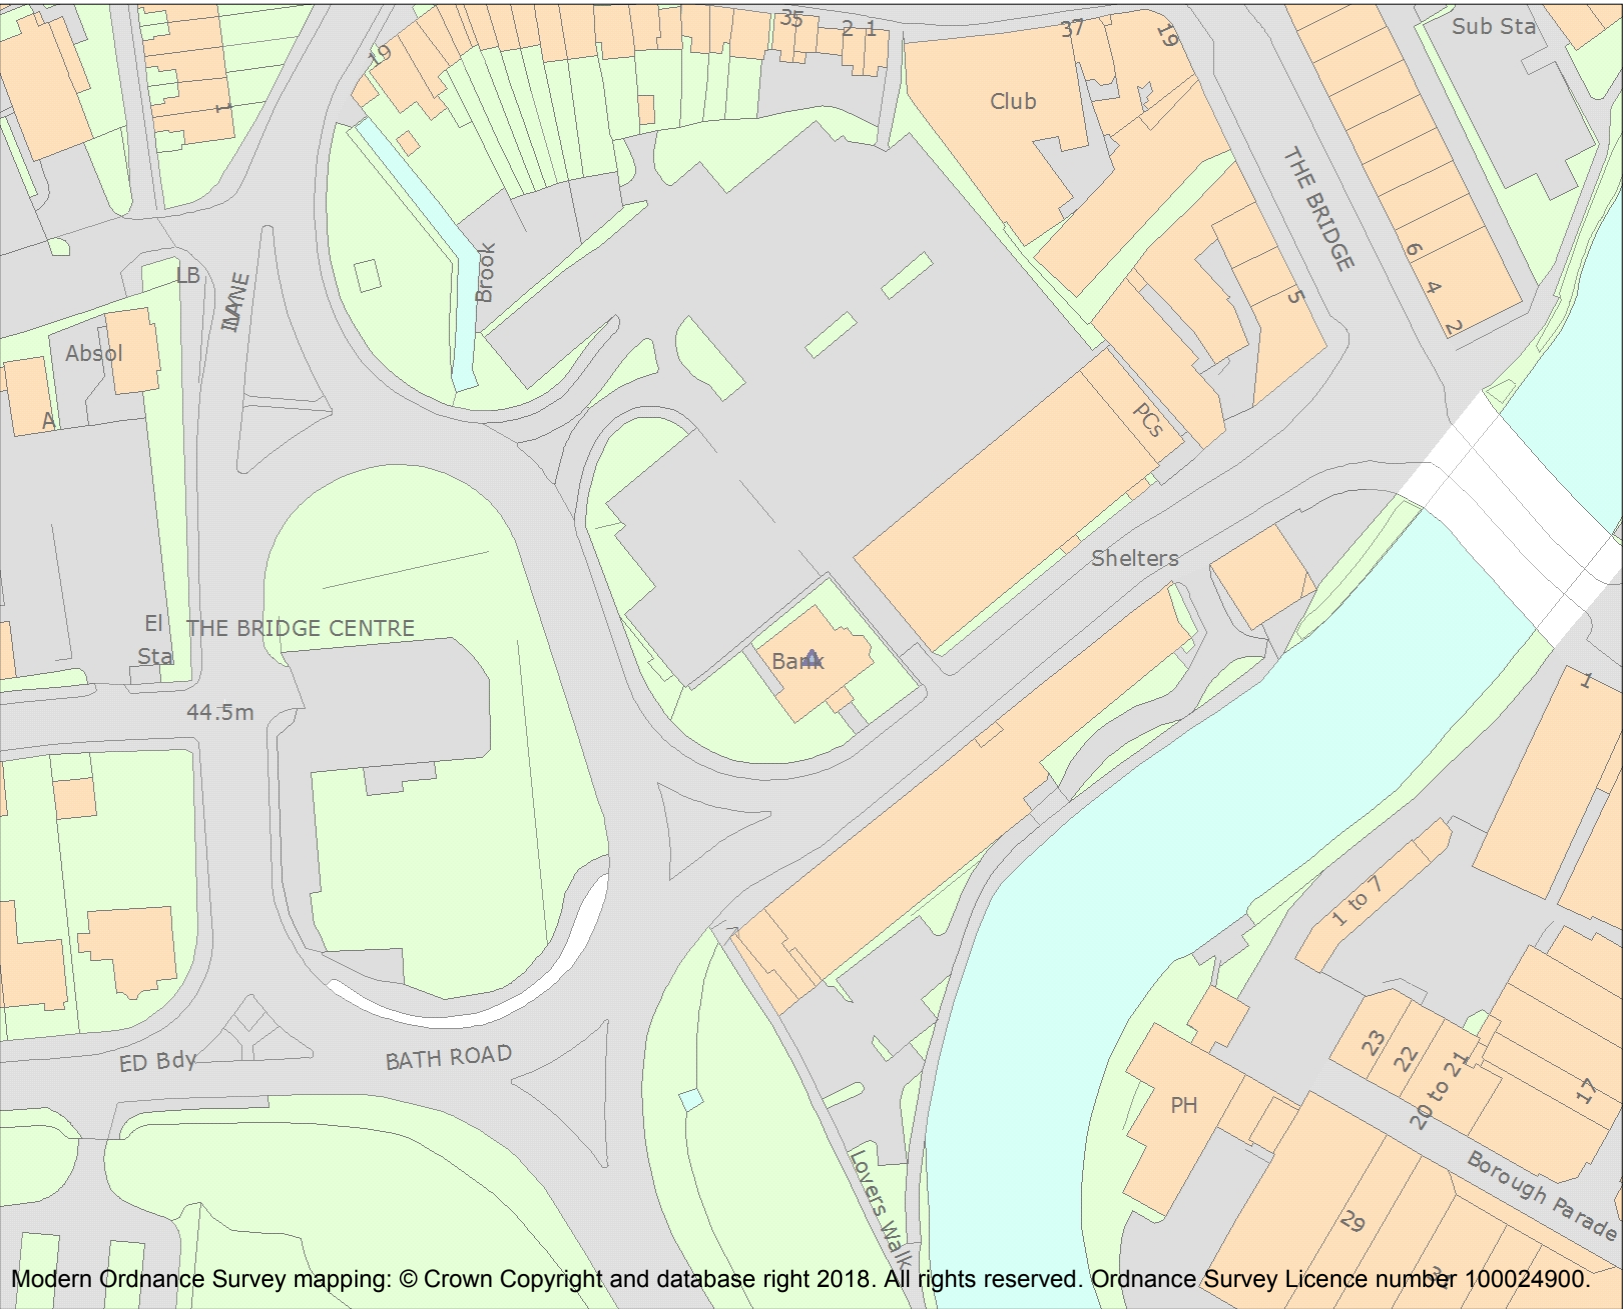 35
2
1
37
19
Sub Sta
19
Club
1
THE BRIDGE
6
4
2
5
Brook
LB
LANE
Absol
A
PCs
Shelters
El
Sta
THE BRIDGE CENTRE
Bank
44.5m
1
1 to 7
ED Bdy
BATH ROAD
23
22
20 to 21
17
PH
Lovers Walk
Borough Parade
29
Modern Ordnance Survey mapping: © Crown Copyright and database right 2018. All rights reserved. Ordnance Survey Licence number 100024900.